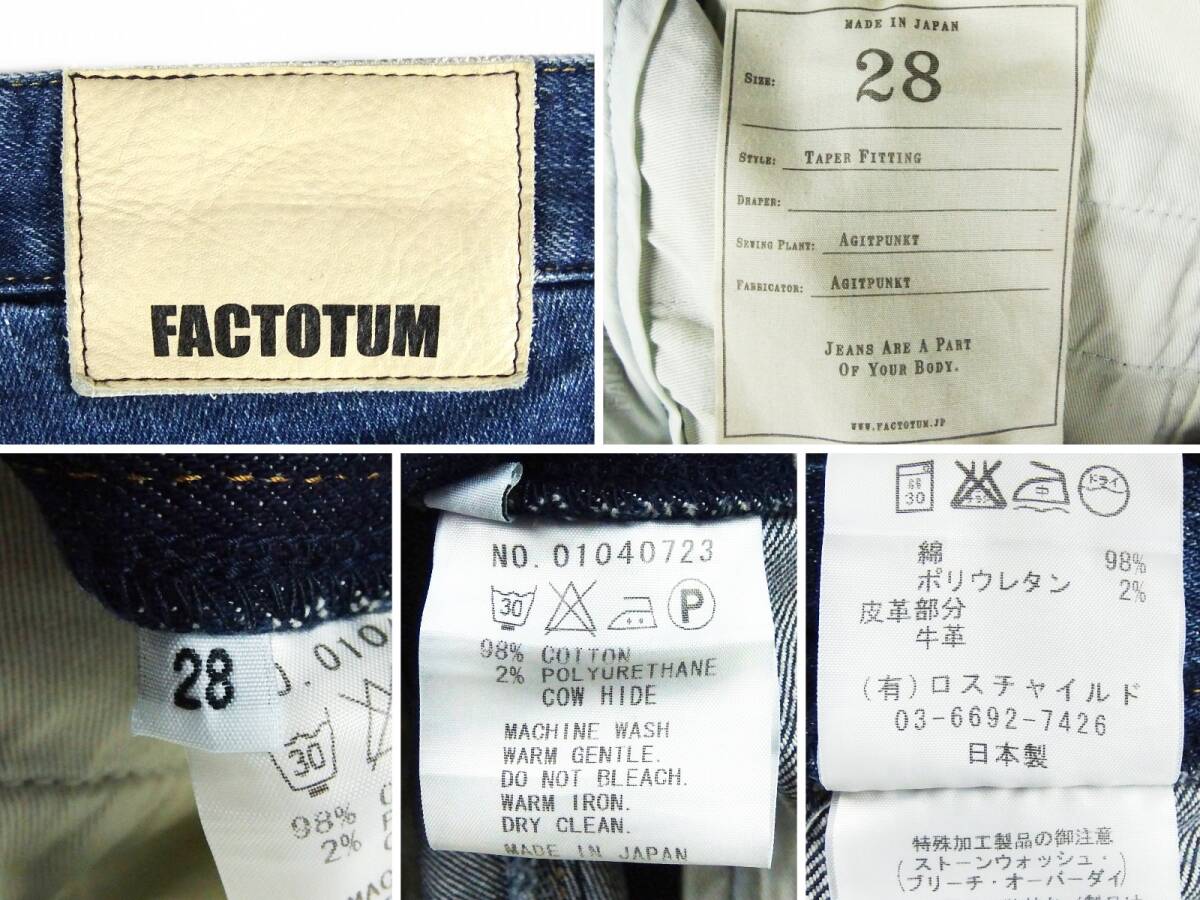 FACTOTUM
MADE IN JAPAN
SIZE: 28
STYLE: TAPER FITTING
DRAPER:
SEWING PLANT: AGITPUNKT
FABRICATOR: AGITPUNKT
JEANS ARE A PART
OF YOUR BODY.
WWW.FACTOTUM.JP
28
30
98%
2%
NO. 01040723
30
P
98% COTTON
2% POLYURETHANE
COW HIDE
MACHINE WASH
WARM GENTLE.
DO NOT BLEACH.
WARM IRON.
DRY CLEAN.
MADE IN JAPAN
30 中 ドライ
綿 98%
ポリウレタン 2%
皮革部分
牛革
(有)ロスチャイルド
03-6692-7426
日本製
特殊加工製品の御注意
(ストーンウォッシュ・
ブリーチ・オーバーダイ)